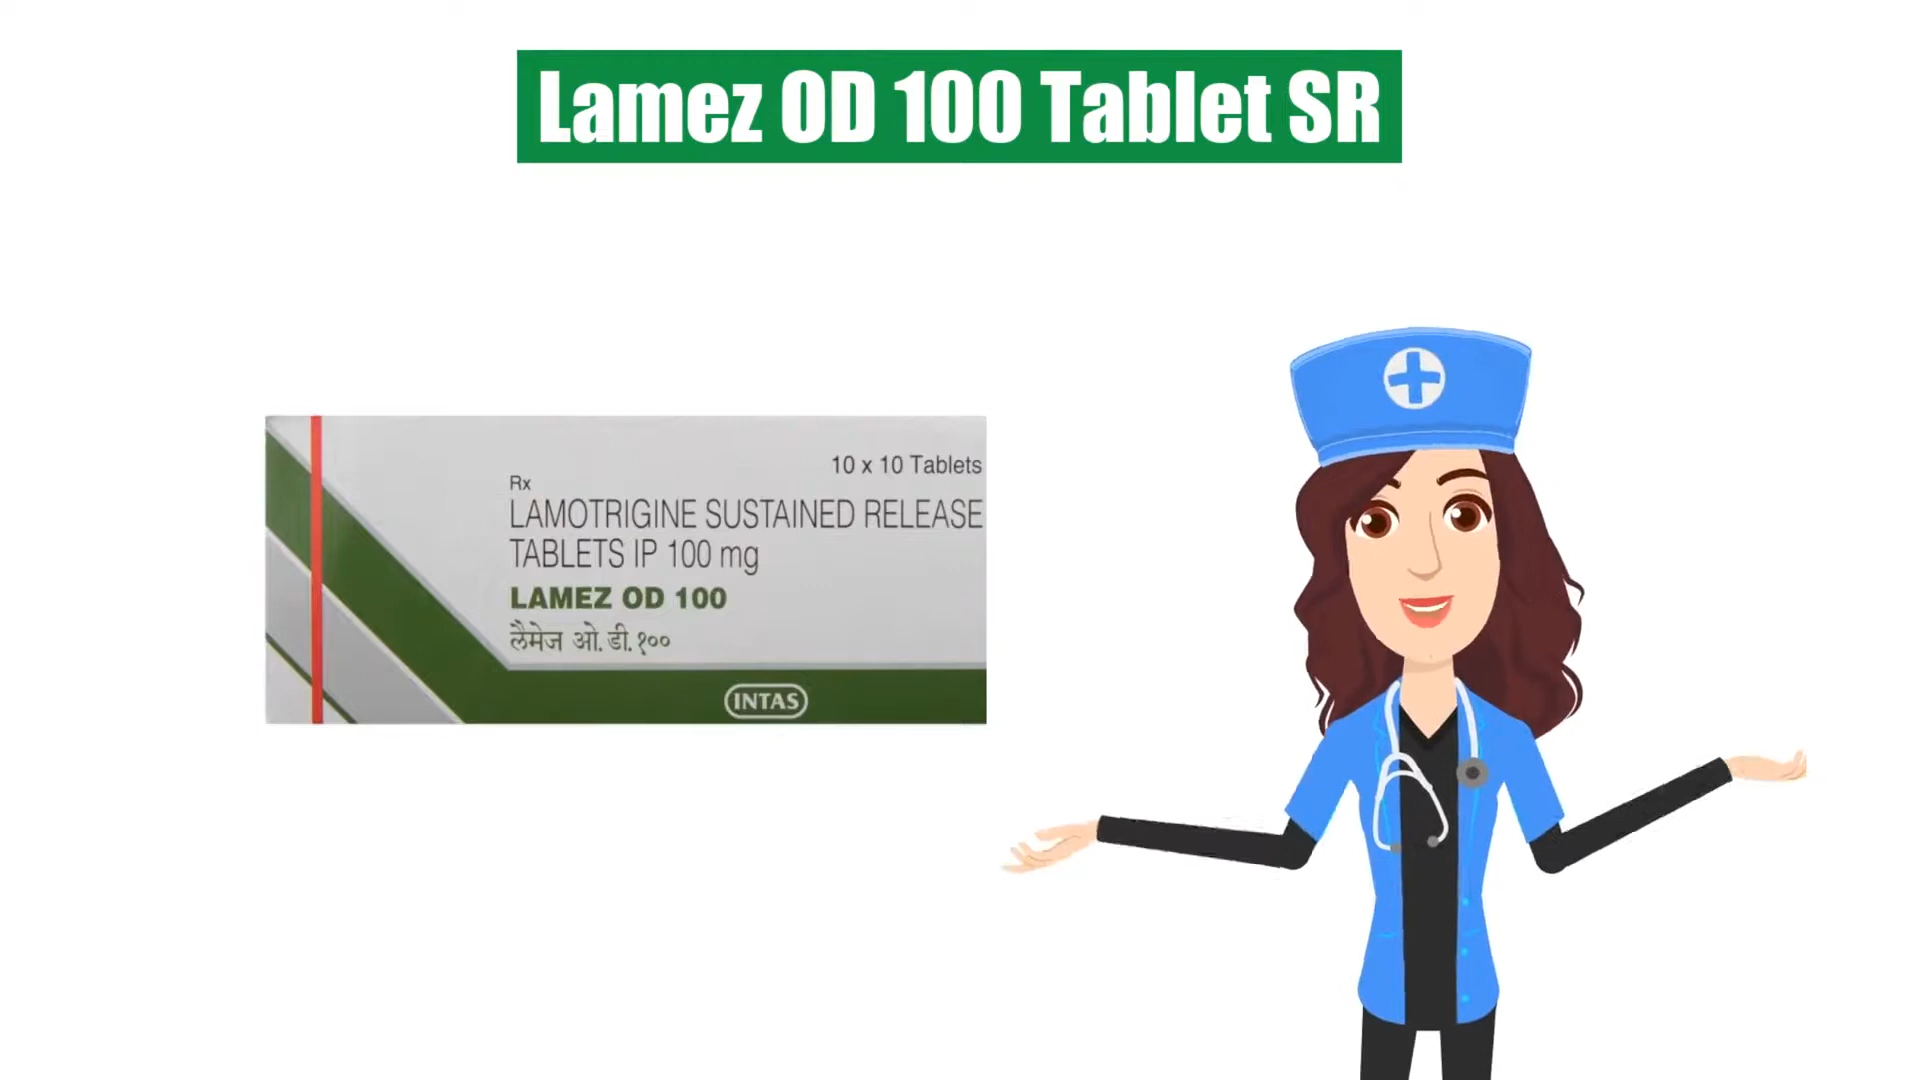 Lamez OD 100 Tablet SR
10 x 10 Tablets
Rx
LAMOTRIGINE SUSTAINED RELEASE
TABLETS IP 100 mg
LAMEZ OD 100
लैमेज ओ. डी. १००
INTAS